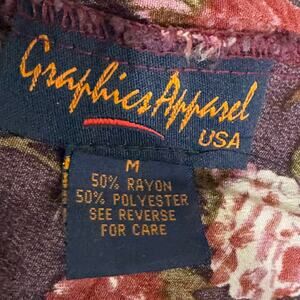 Graphics Apparel
USA
M
50% RAYON
50% POLYESTER
SEE REVERSE
FOR CARE